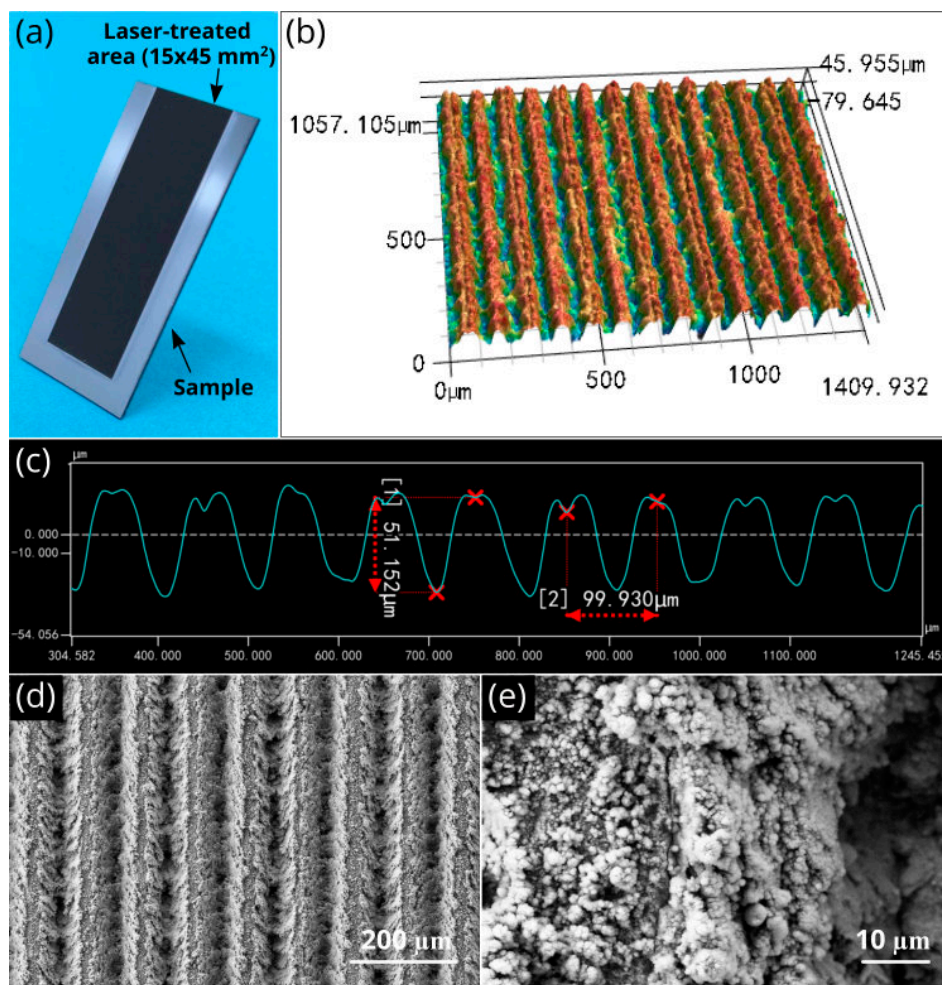 (a)
Laser-treated
area (15x45 mm²)
Sample
(b)
45.955μm
79.645
1057.105μm
500
0
0μm
500
1000
1409.932
(c)
μm
0.000
-10.000
-54.056
[1] 51.152μm
[2] 99.930μm
μm
304.582 400.000 500.000 600.000 700.000 800.000 900.000 1000.000 1100.000 1245.45
(d)
200 μm
(e)
10 μm